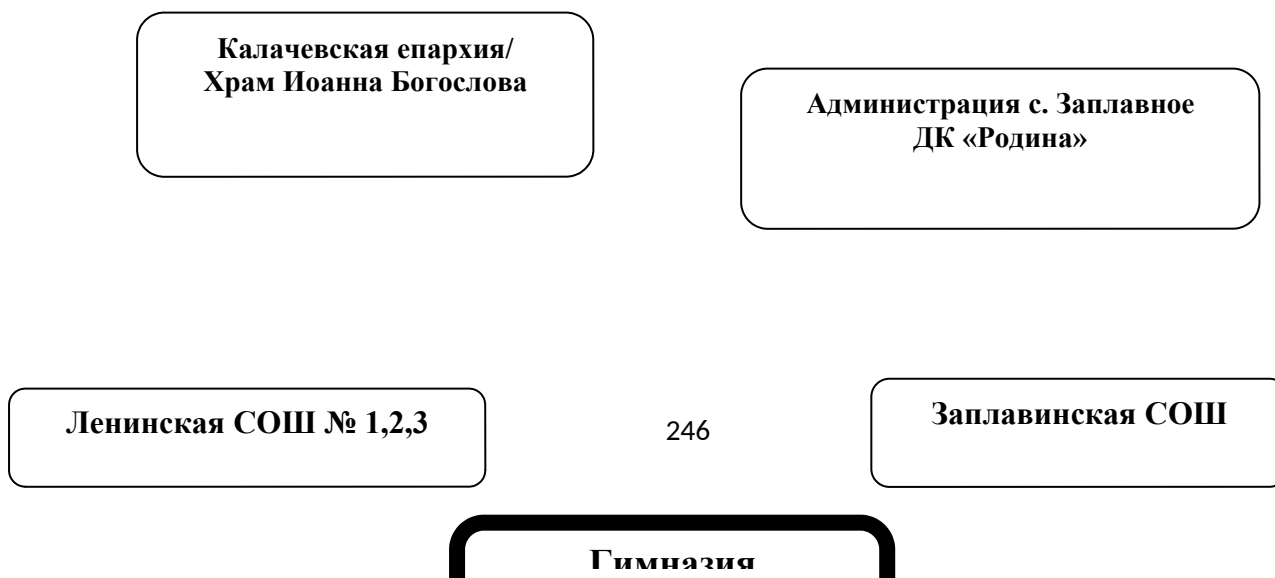 Калачевская епархия/
Храм Иоанна Богослова
Администрация с. Заплавное
ДК «Родина»
Ленинская СОШ № 1,2,3
246
Заплавинская СОШ
Гимназия